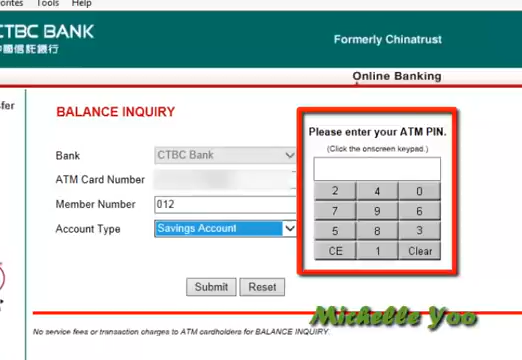 Tools Help
CTBC BANK
中國信託銀行
Formerly Chinatrust
Online Banking
BALANCE INQUIRY
Bank CTBC Bank
ATM Card Number
Member Number 012
Account Type Savings Account
Please enter your ATM PIN.
(Click the onscreen keypad.)
2 4 0
7 9 6
5 8 3
CE 1 Clear
Submit Reset
Michelle Yoo
No service fees or transaction charges to ATM cardholders for BALANCE INQUIRY.